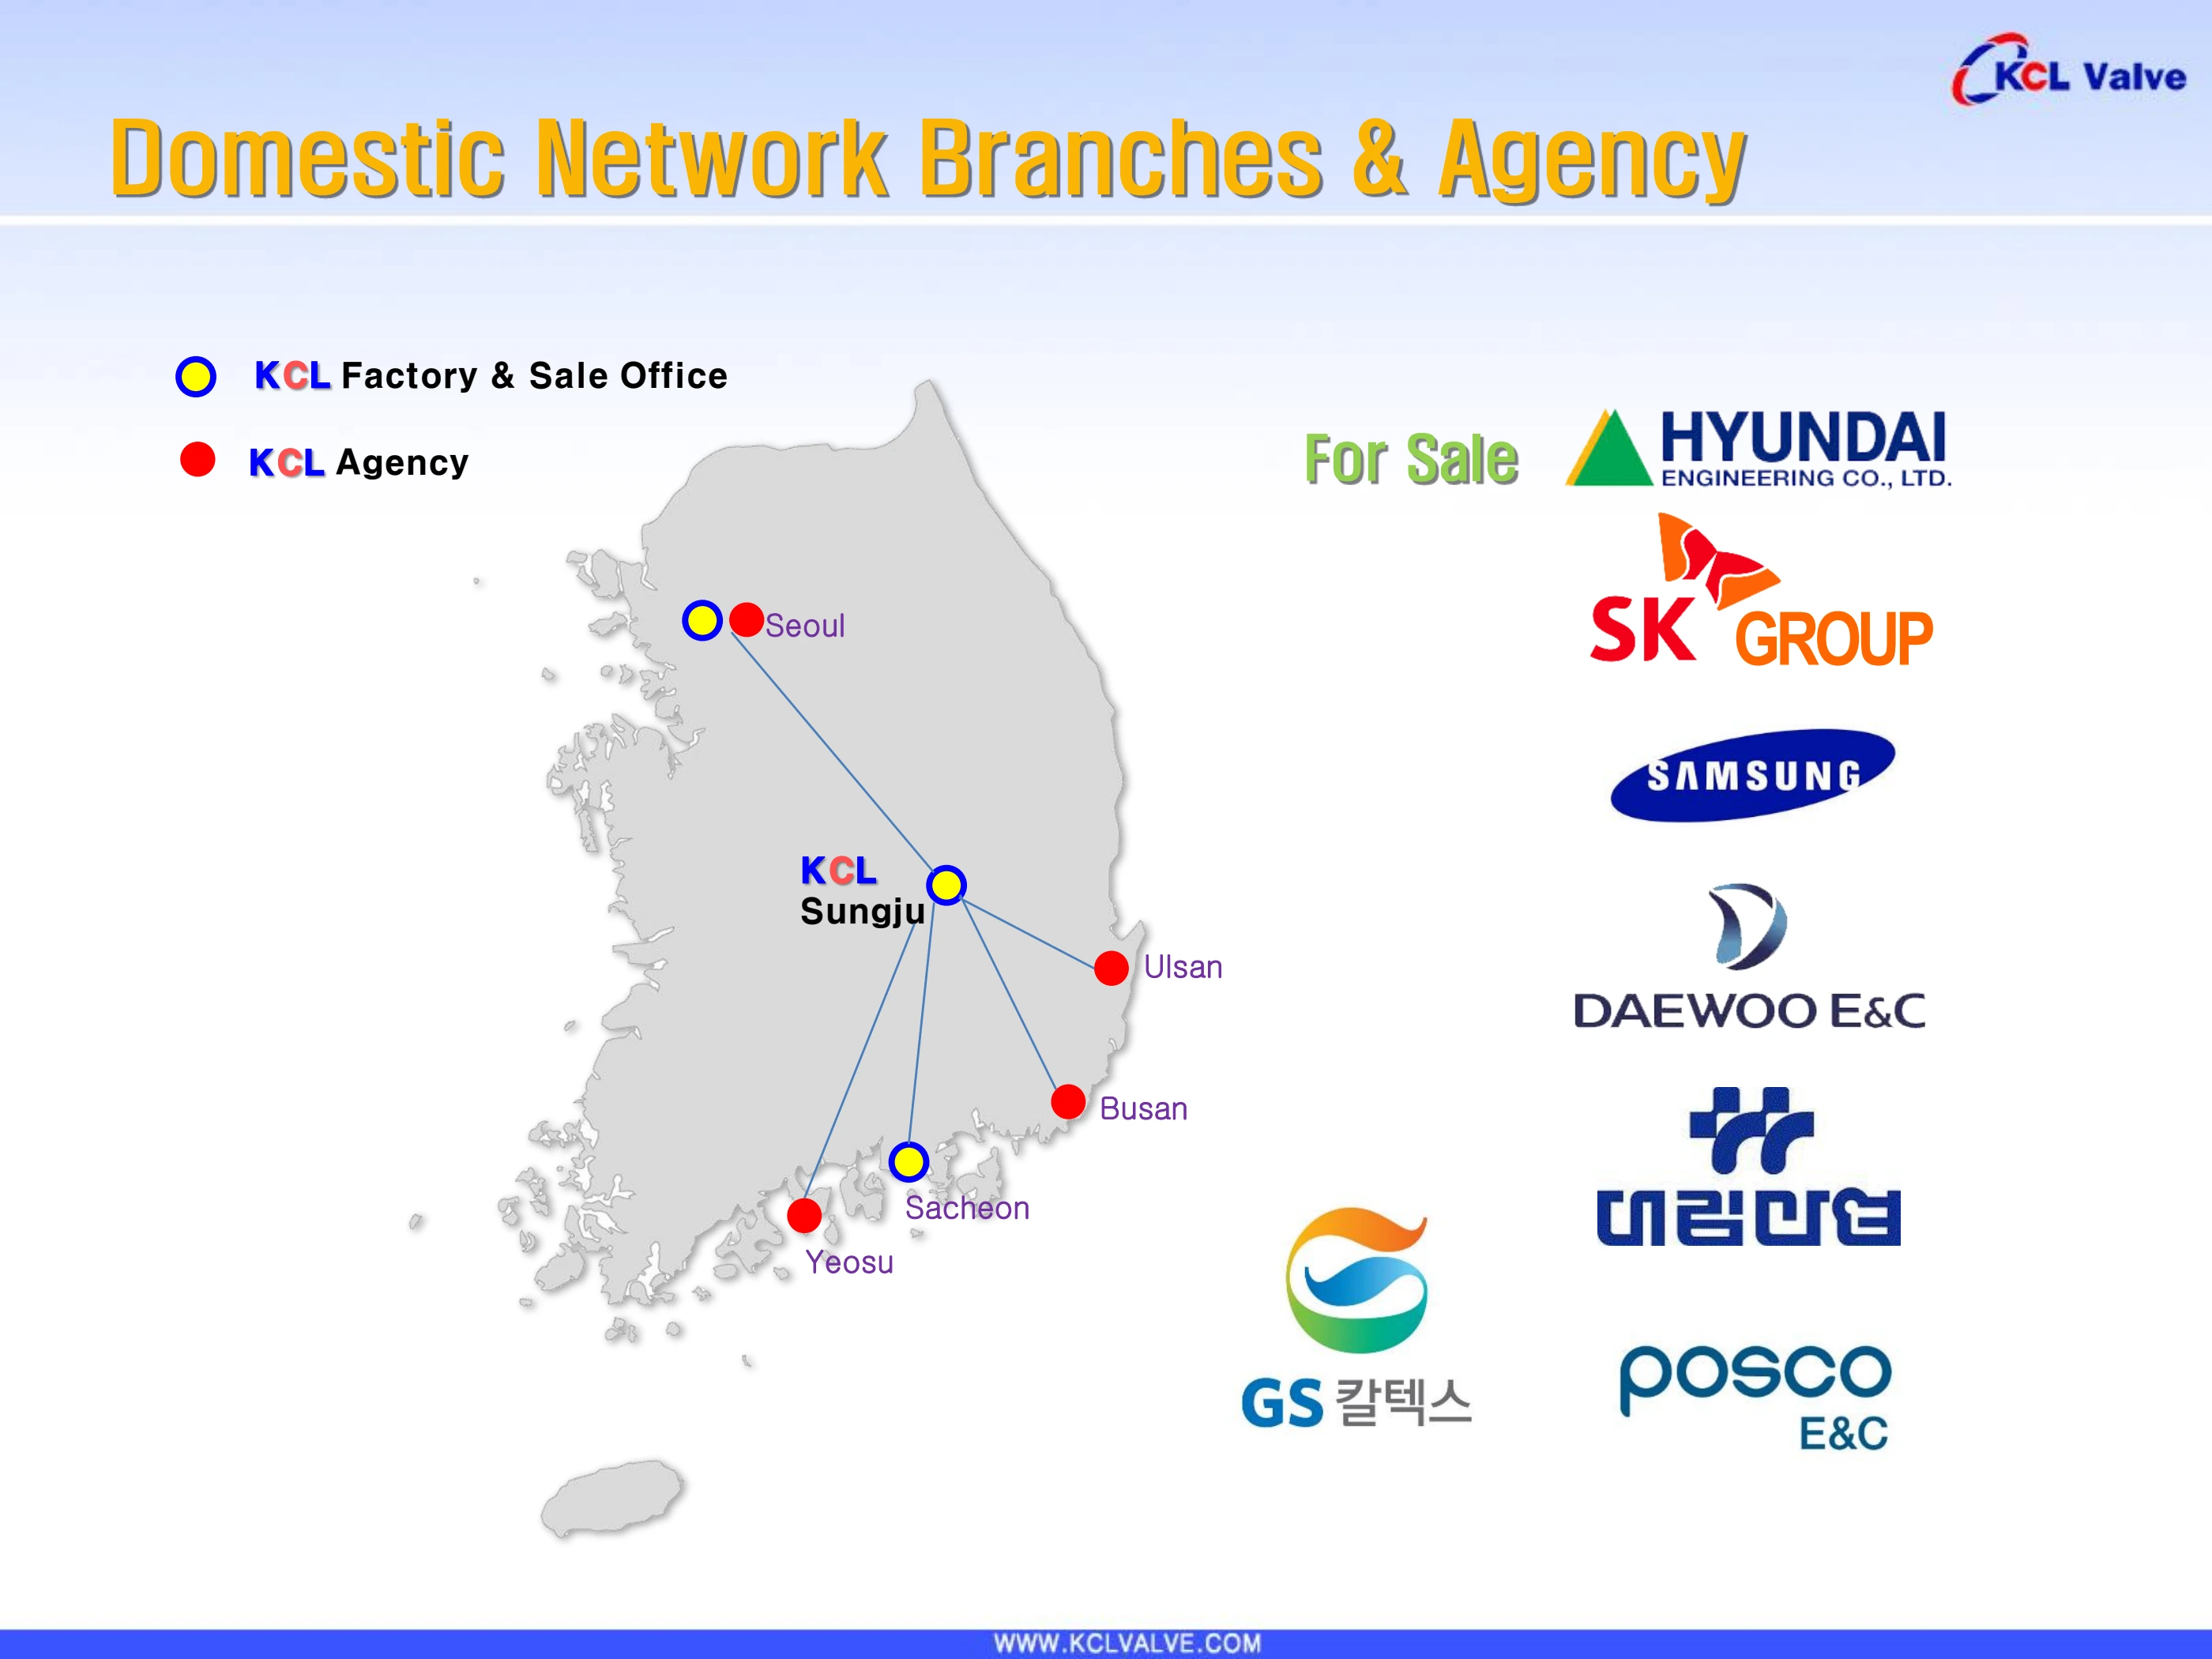 KCL Valve
Domestic Network Branches & Agency
KCL Factory & Sale Office
KCL Agency
For Sale
HYUNDAI
ENGINEERING CO., LTD.
SK GROUP
Seoul
SAMSUNG
KCL
Sungju
Ulsan
DAEWOO E&C
Busan
Sacheon
Yeosu
대림산업
GS 칼텍스
posco
E&C
WWW.KCLVALVE.COM